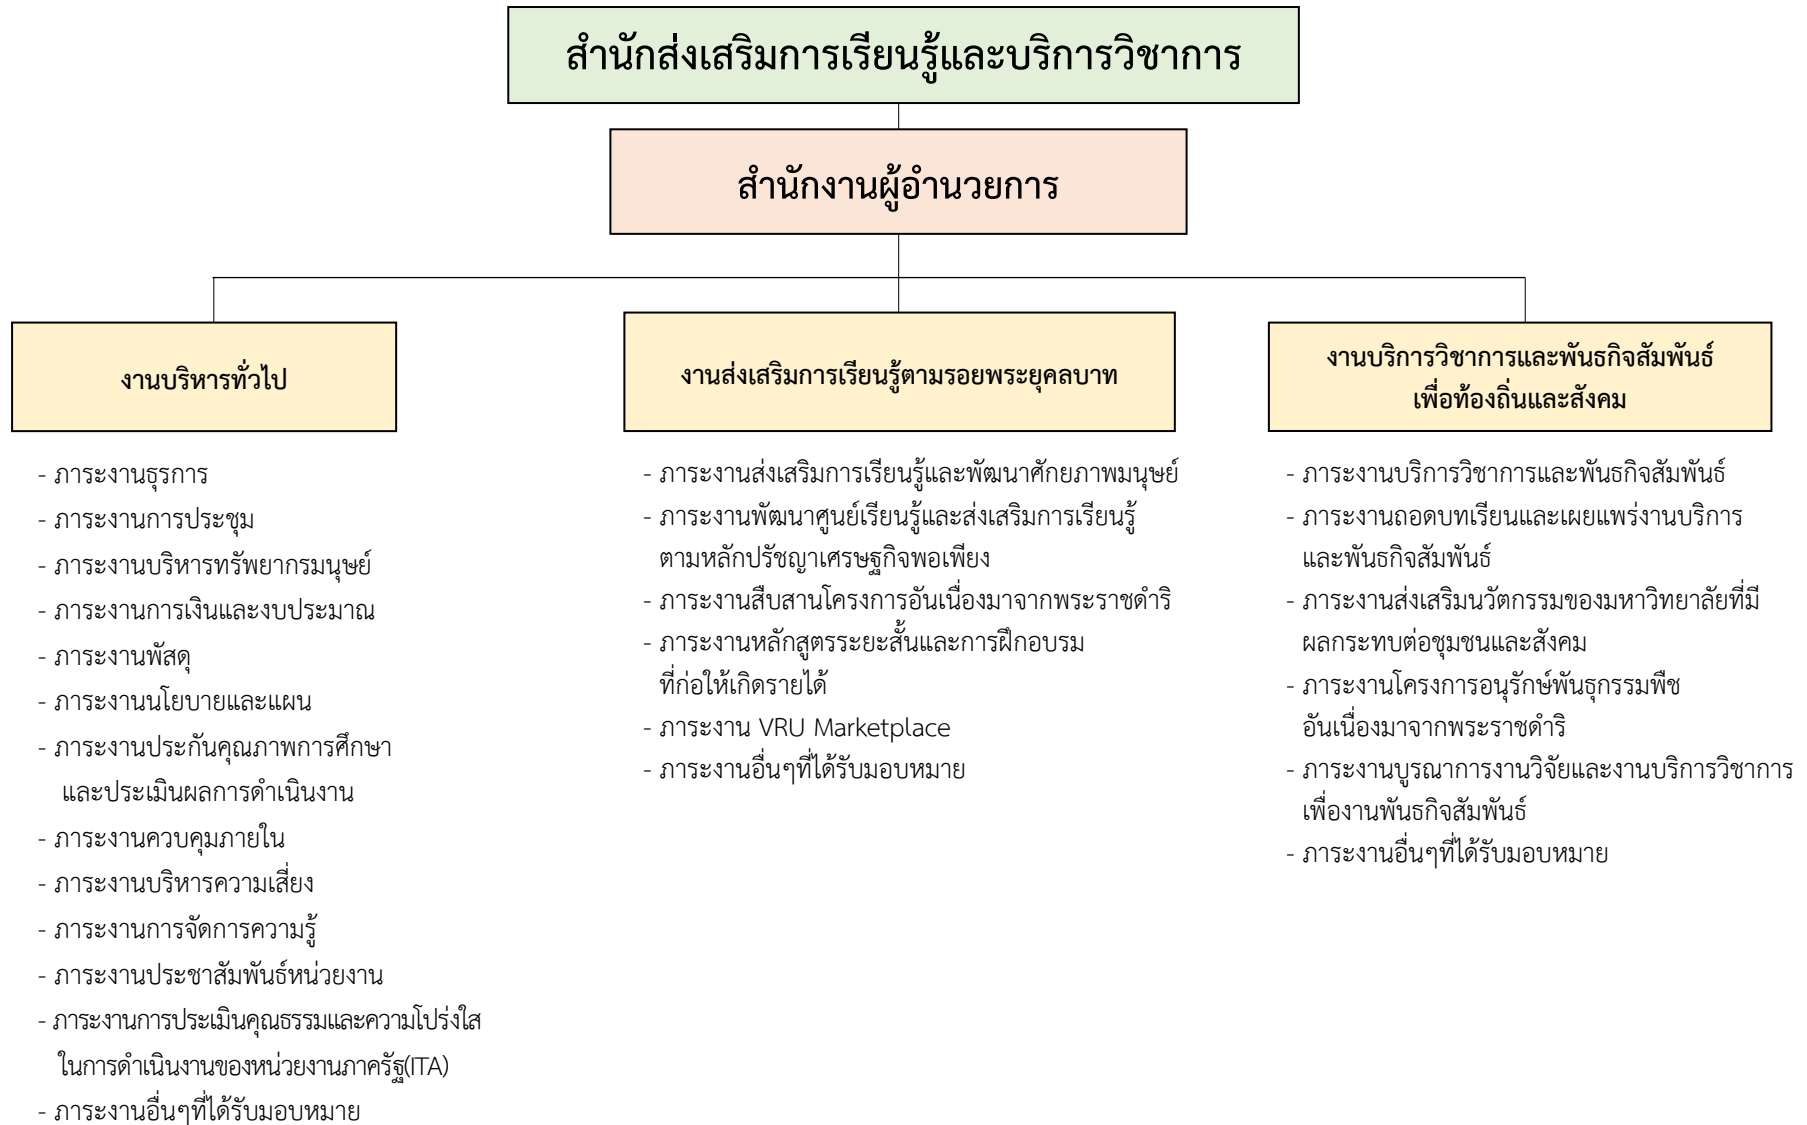 สำนักส่งเสริมการเรียนรู้และบริการวิชาการ
สำนักงานผู้อำนวยการ
งานบริหารทั่วไป
- ภาระงานธุรการ
- ภาระงานการประชุม
- ภาระงานบริหารทรัพยากรมนุษย์
- ภาระงานการเงินและงบประมาณ
- ภาระงานพัสดุ
- ภาระงานนโยบายและแผน
- ภาระงานประกันคุณภาพการศึกษา
และประเมินผลการดำเนินงาน
- ภาระงานควบคุมภายใน
- ภาระงานบริหารความเสี่ยง
- ภาระงานการจัดการความรู้
- ภาระงานประชาสัมพันธ์หน่วยงาน
- ภาระงานการประเมินคุณธรรมและความโปร่งใส
ในการดำเนินงานของหน่วยงานภาครัฐ(ITA)
- ภาระงานอื่นๆที่ได้รับมอบหมาย
งานส่งเสริมการเรียนรู้ตามรอยพระยุคลบาท
- ภาระงานส่งเสริมการเรียนรู้และพัฒนาศักยภาพมนุษย์
- ภาระงานพัฒนาศูนย์เรียนรู้และส่งเสริมการเรียนรู้
ตามหลักปรัชญาเศรษฐกิจพอเพียง
- ภาระงานสืบสานโครงการอันเนื่องมาจากพระราชดำริ
- ภาระงานหลักสูตรระยะสั้นและการฝึกอบรม
ที่ก่อให้เกิดรายได้
- ภาระงาน VRU Marketplace
- ภาระงานอื่นๆที่ได้รับมอบหมาย
งานบริการวิชาการและพันธกิจสัมพันธ์
เพื่อท้องถิ่นและสังคม
- ภาระงานบริการวิชาการและพันธกิจสัมพันธ์
- ภาระงานถอดบทเรียนและเผยแพร่งานบริการ
และพันธกิจสัมพันธ์
- ภาระงานส่งเสริมนวัตกรรมของมหาวิทยาลัยที่มี
ผลกระทบต่อชุมชนและสังคม
- ภาระงานโครงการอนุรักษ์พันธุกรรมพืช
อันเนื่องมาจากพระราชดำริ
- ภาระงานบูรณาการงานวิจัยและงานบริการวิชาการ
เพื่องานพันธกิจสัมพันธ์
- ภาระงานอื่นๆที่ได้รับมอบหมาย